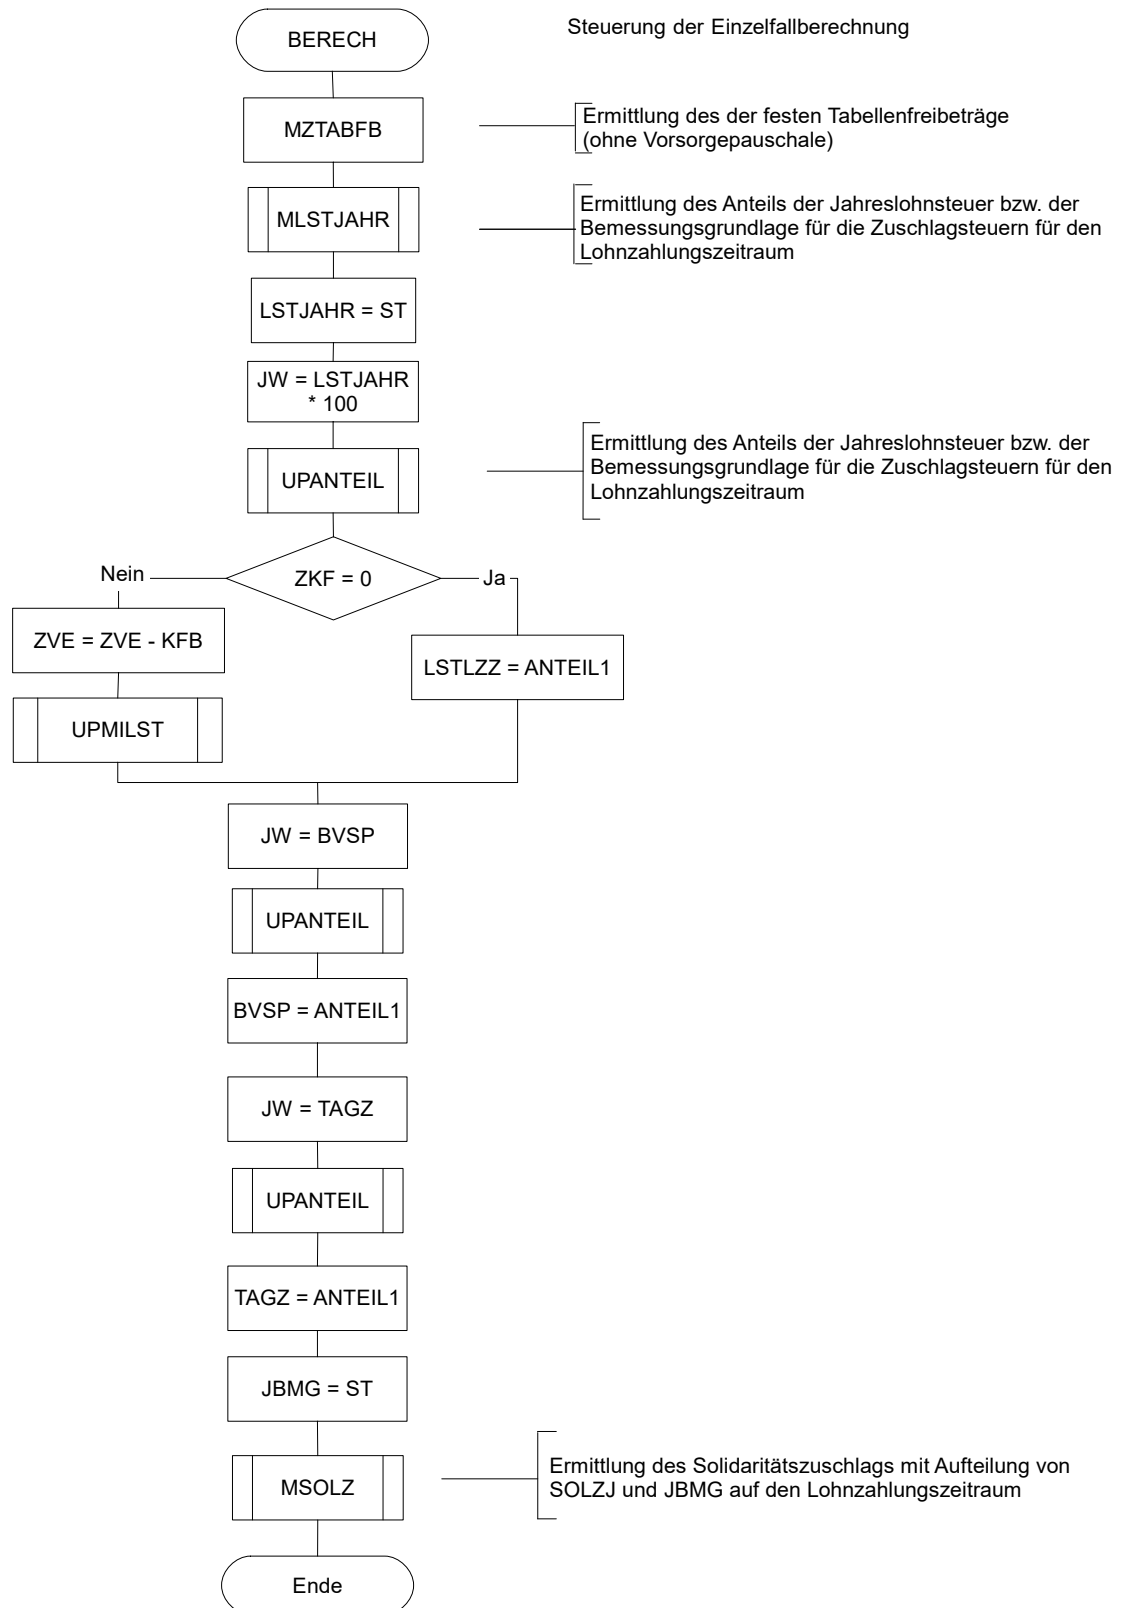 BERECH
Steuerung der Einzelfallberechnung
MZTABFB
Ermittlung des der festen Tabellenfreibeträge
(ohne Vorsorgepauschale)
MLSTJAHR
Ermittlung des Anteils der Jahreslohnsteuer bzw. der
Bemessungsgrundlage für die Zuschlagsteuern für den
Lohnzahlungszeitraum
LSTJAHR = ST
JW = LSTJAHR
* 100
UPANTEIL
Ermittlung des Anteils der Jahreslohnsteuer bzw. der
Bemessungsgrundlage für die Zuschlagsteuern für den
Lohnzahlungszeitraum
Nein
ZKF = 0
Ja
ZVE = ZVE - KFB
LSTLZZ = ANTEIL1
UPMILST
JW = BVSP
UPANTEIL
BVSP = ANTEIL1
JW = TAGZ
UPANTEIL
TAGZ = ANTEIL1
JBMG = ST
MSOLZ
Ermittlung des Solidaritätszuschlags mit Aufteilung von
SOLZJ und JBMG auf den Lohnzahlungszeitraum
Ende